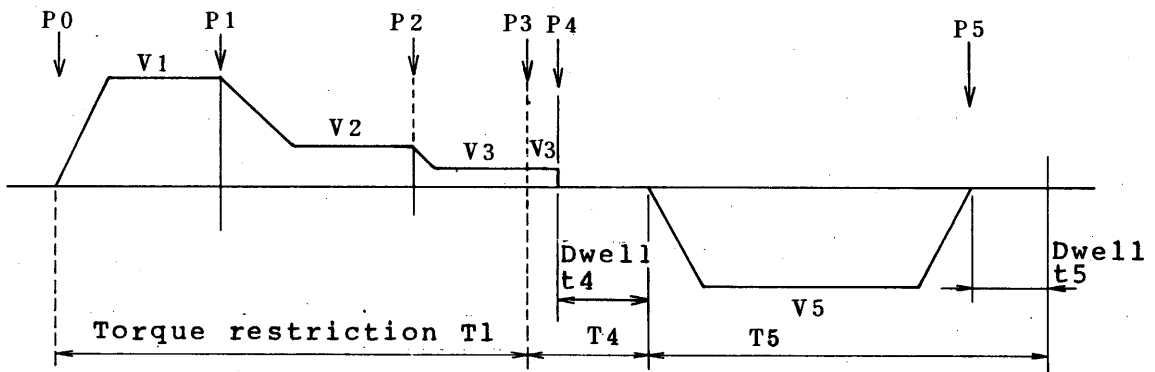 P0 P1 P2 P3 P4 P5
V1
V2
V3 V3
Dwell
t4
Dwell
t5
V5
Torque restriction T1 T4 T5